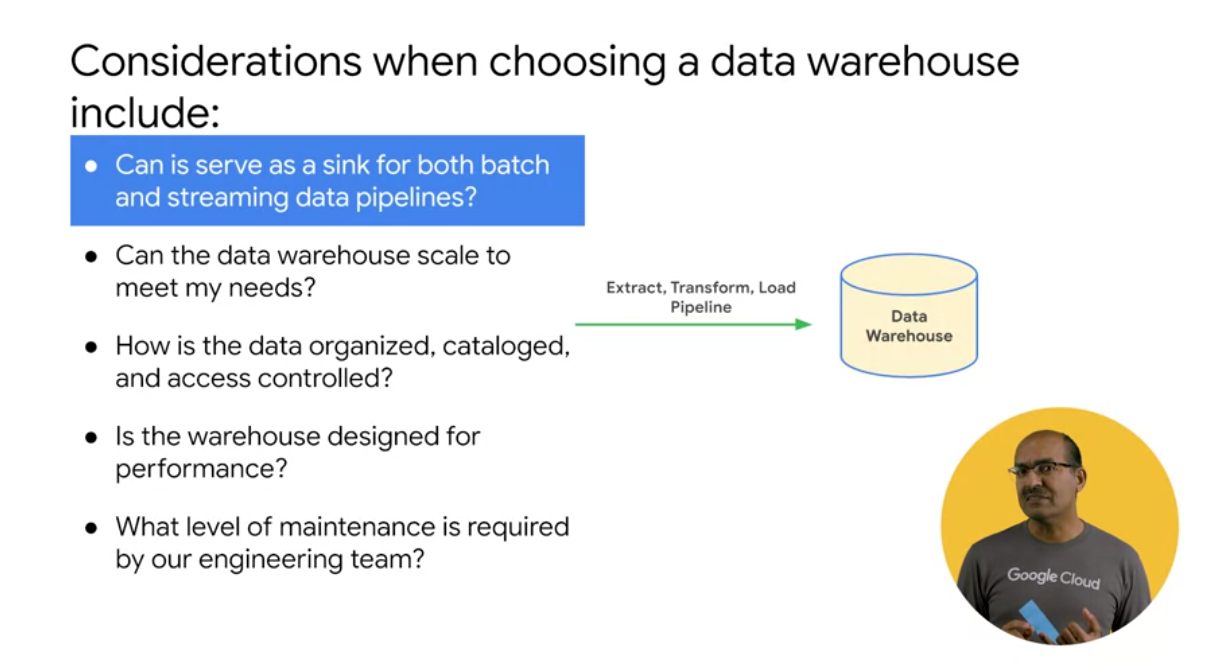 Considerations when choosing a data warehouse
include:
● Can is serve as a sink for both batch
and streaming data pipelines?
● Can the data warehouse scale to
meet my needs?
● How is the data organized, cataloged,
and access controlled?
● Is the warehouse designed for
performance?
● What level of maintenance is required
by our engineering team?
Extract, Transform, Load
Pipeline
Data
Warehouse
Google Cloud